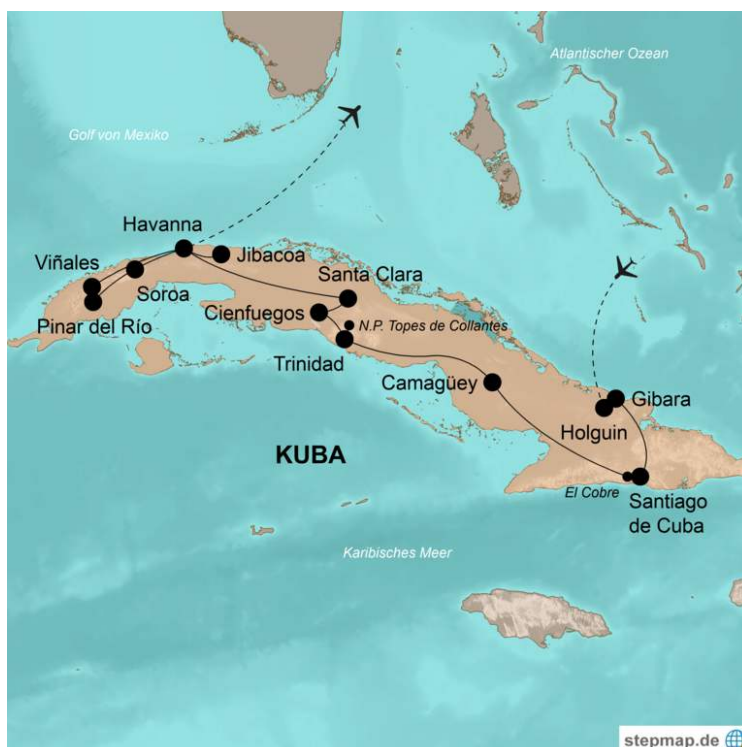 Atlantischer Ozean
Golf von Mexiko
Havanna
Jibacoa
Viñales
Santa Clara
Soroa
Cienfuegos
Pinar del Río
N.P. Topes de Collantes
Trinidad
Camagüey
Gibara
Holguin
KUBA
El Cobre
Santiago
de Cuba
Karibisches Meer
stepmap.de